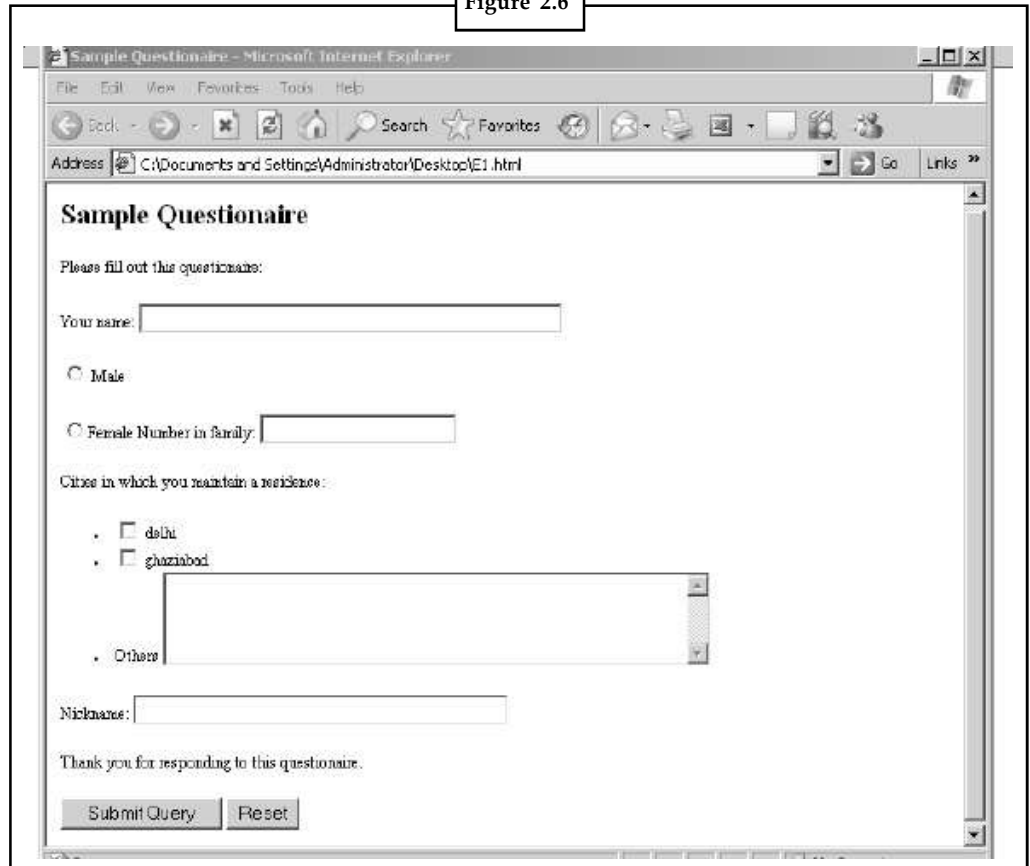 Figure 2.6
Sample Questionaire - Microsoft Internet Explorer
File Edit View Favorites Tools Help
Back Search Favorites
Address C:\Documents and Settings\Administrator\Desktop\E1.html Go Links »
Sample Questionaire
Please fill out this questionaire:
Your name:
Male
Female Number in family:
Cities in which you maintain a residence:
delhi
ghaziabad
Others
Nickname:
Thank you for responding to this questionaire.
Submit Query Reset